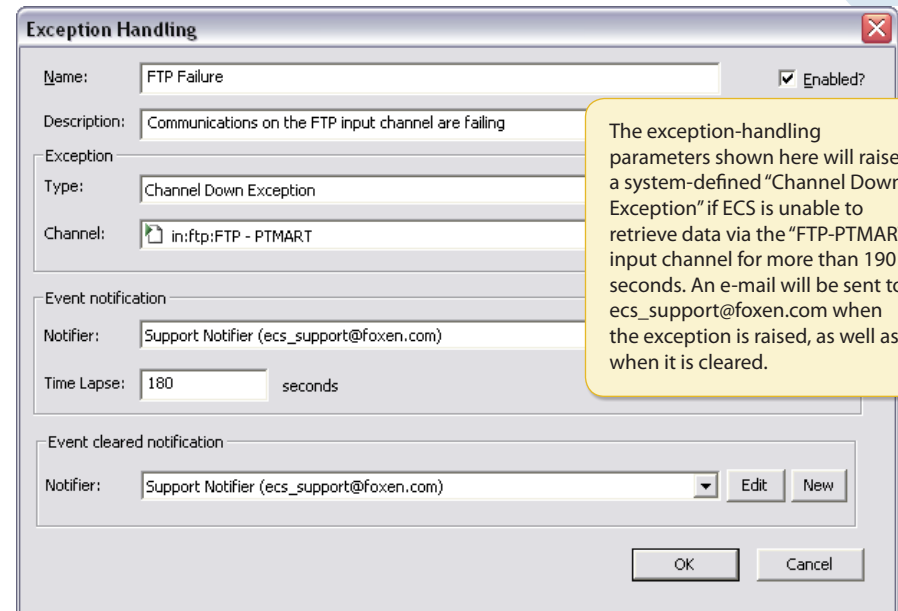 Exception Handling
Name: FTP Failure
Enabled?
Description: Communications on the FTP input channel are failing
Exception
Type: Channel Down Exception
Channel: in:ftp:FTP - PTMART
The exception-handling
parameters shown here will raise
a system-defined “Channel Down
Exception” if ECS is unable to
retrieve data via the “FTP-PTMAR
input channel for more than 190
seconds. An e-mail will be sent to
ecs_support@foxen.com when
the exception is raised, as well as
when it is cleared.
Event notification
Notifier: Support Notifier (ecs_support@foxen.com)
Time Lapse: 180 seconds
Event cleared notification
Notifier: Support Notifier (ecs_support@foxen.com) Edit New
OK Cancel